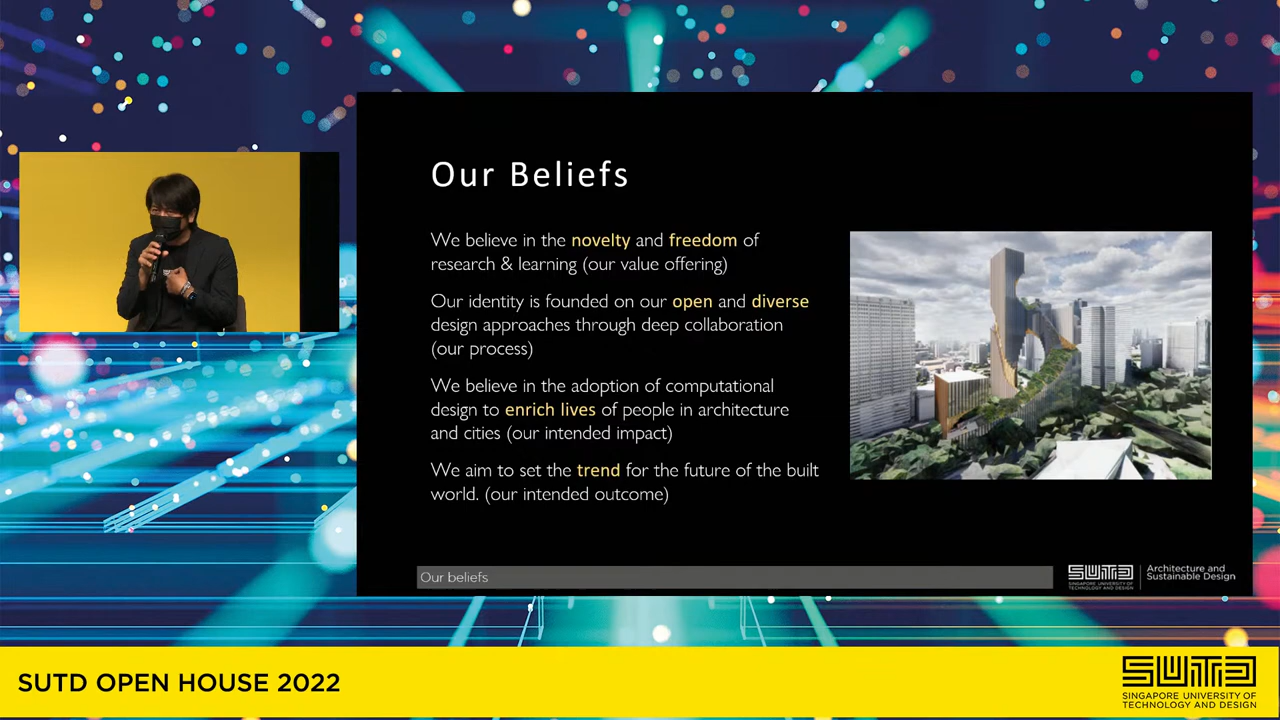 Our Beliefs
We believe in the novelty and freedom of
research & learning (our value offering)
Our identity is founded on our open and diverse
design approaches through deep collaboration
(our process)
We believe in the adoption of computational
design to enrich lives of people in architecture
and cities (our intended impact)
We aim to set the trend for the future of the built
world. (our intended outcome)
Our beliefs
SUTD
SINGAPORE UNIVERSITY OF
TECHNOLOGY AND DESIGN
Architecture and
Sustainable Design
SUTD OPEN HOUSE 2022
SUTD
SINGAPORE UNIVERSITY OF
TECHNOLOGY AND DESIGN